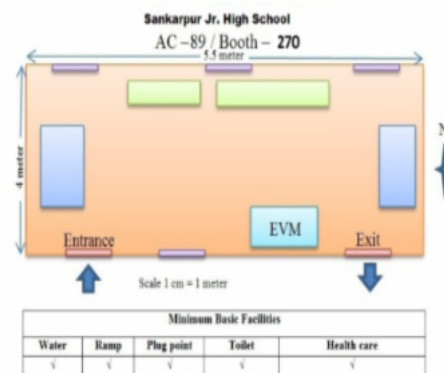 Sankarpur Jr. High School
AC –89 / Booth – 270
5.5 meter
4 meter
N
EVM
Entrance
Exit
Scale 1 cm = 1 meter
Minimum Basic Facilities
Water Ramp Plug point Toilet Health care
√ √ √ √ √